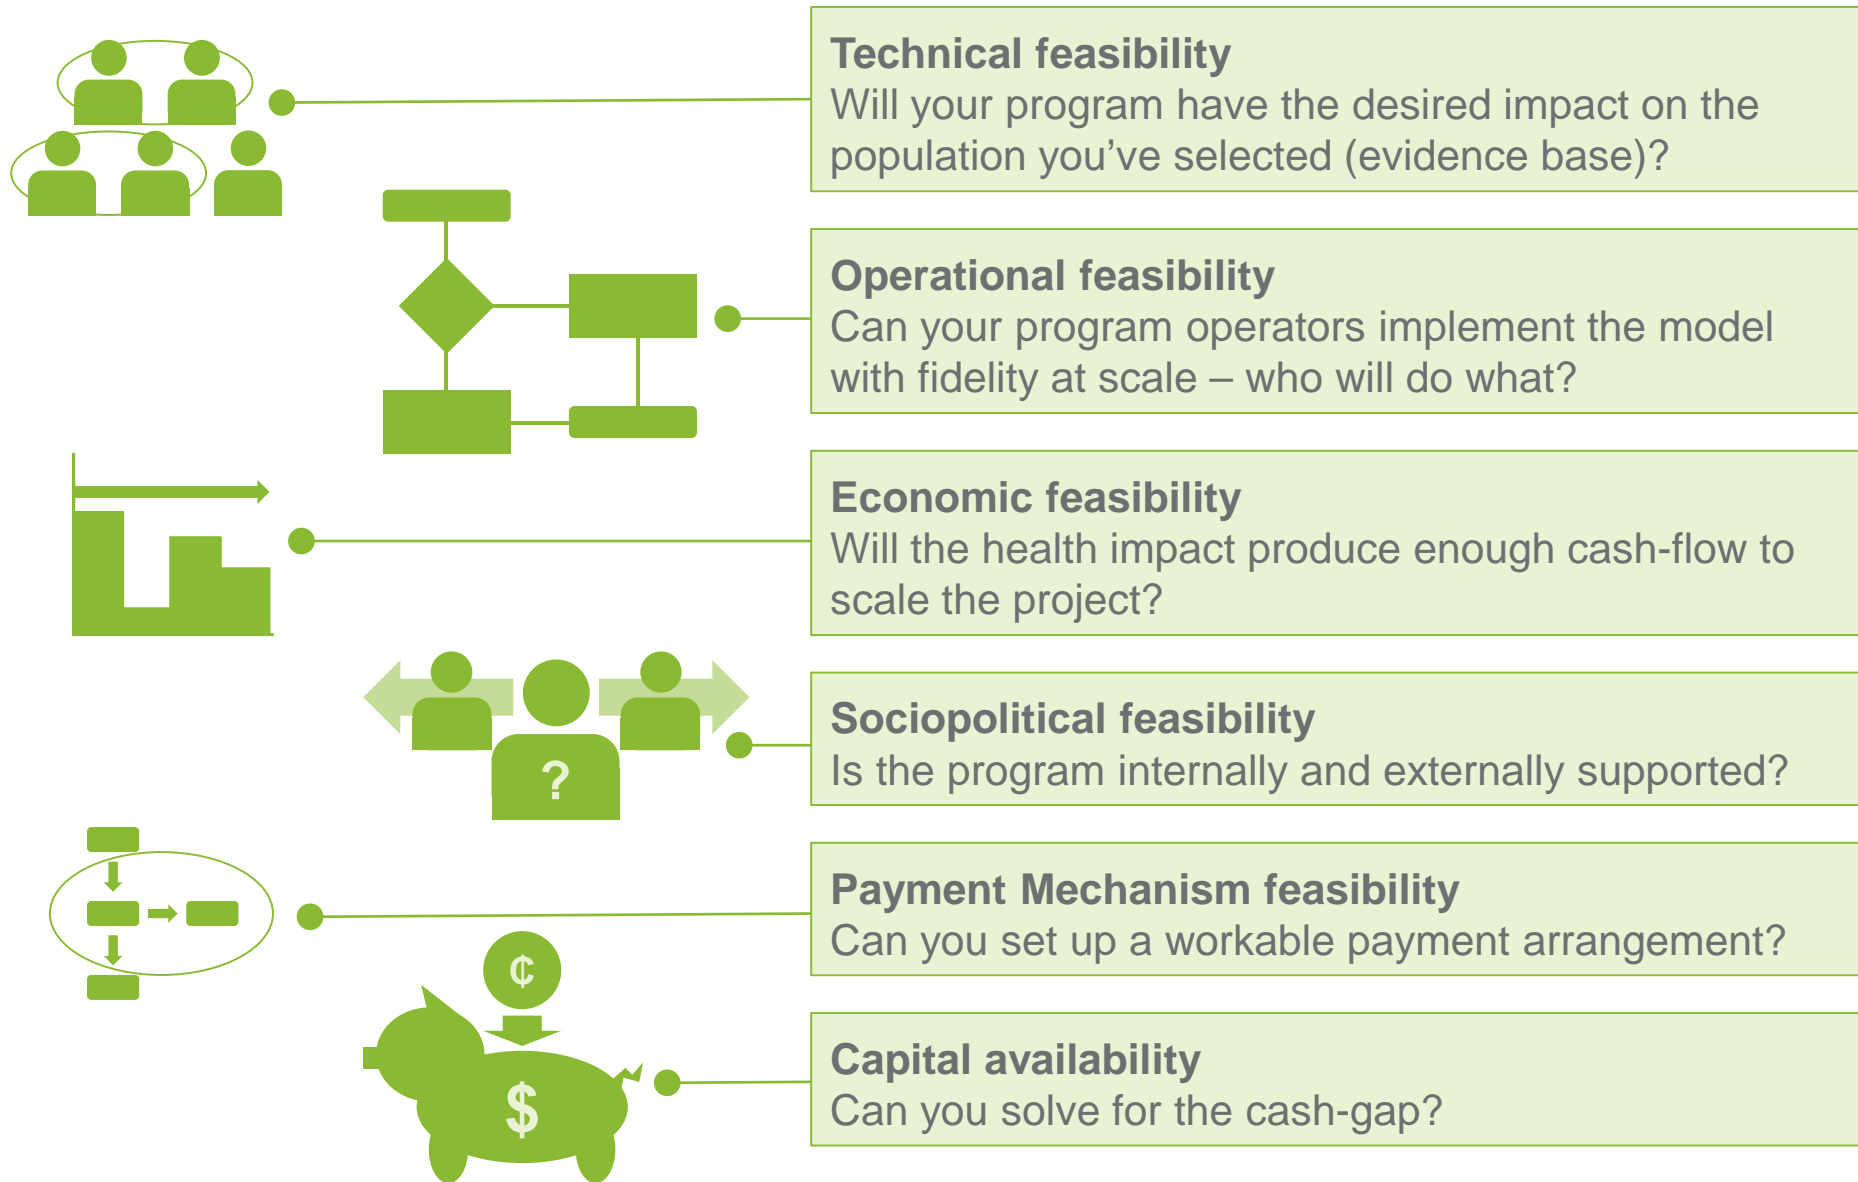 Technical feasibility
Will your program have the desired impact on the
population you’ve selected (evidence base)?
Operational feasibility
Can your program operators implement the model
with fidelity at scale – who will do what?
Economic feasibility
Will the health impact produce enough cash-flow to
scale the project?
Sociopolitical feasibility
Is the program internally and externally supported?
?
Payment Mechanism feasibility
Can you set up a workable payment arrangement?
¢
Capital availability
Can you solve for the cash-gap?
$